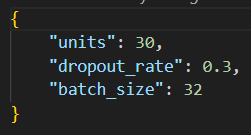 {
"units": 30,
"dropout_rate": 0.3,
"batch_size": 32
}